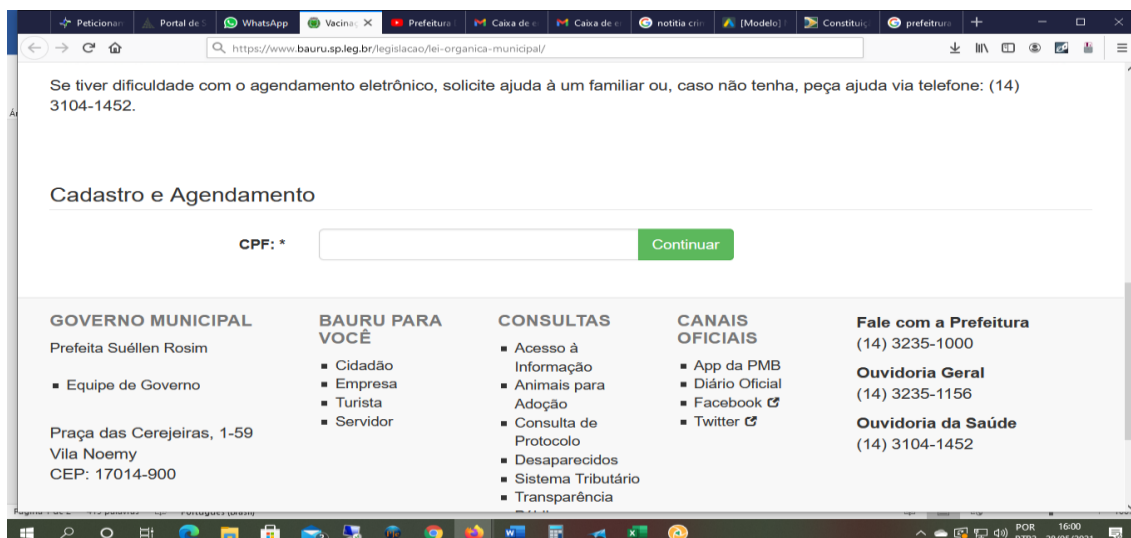 Peticionam
Portal de S
WhatsApp
Vacinaç
Prefeitura
Caixa de e
Caixa de e
notitia crin
[Modelo]
Constituiç
prefeitrura
https://www.bauru.sp.leg.br/legislacao/lei-organica-municipal/
Se tiver dificuldade com o agendamento eletrônico, solicite ajuda à um familiar ou, caso não tenha, peça ajuda via telefone: (14)
3104-1452.
Cadastro e Agendamento
CPF: *
Continuar
GOVERNO MUNICIPAL
Prefeita Suéllen Rosim
Equipe de Governo
Praça das Cerejeiras, 1-59
Vila Noemy
CEP: 17014-900
BAURU PARA
VOCÊ
Cidadão
Empresa
Turista
Servidor
CONSULTAS
Acesso à
Informação
Animais para
Adoção
Consulta de
Protocolo
Desaparecidos
Sistema Tributário
Transparência
CANAIS
OFICIAIS
App da PMB
Diário Oficial
Facebook
Twitter
Fale com a Prefeitura
(14) 3235-1000
Ouvidoria Geral
(14) 3235-1156
Ouvidoria da Saúde
(14) 3104-1452
POR
16:00